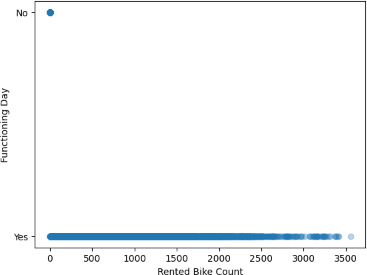 No
Functioning Day
Yes
0 500 1000 1500 2000 2500 3000 3500
Rented Bike Count